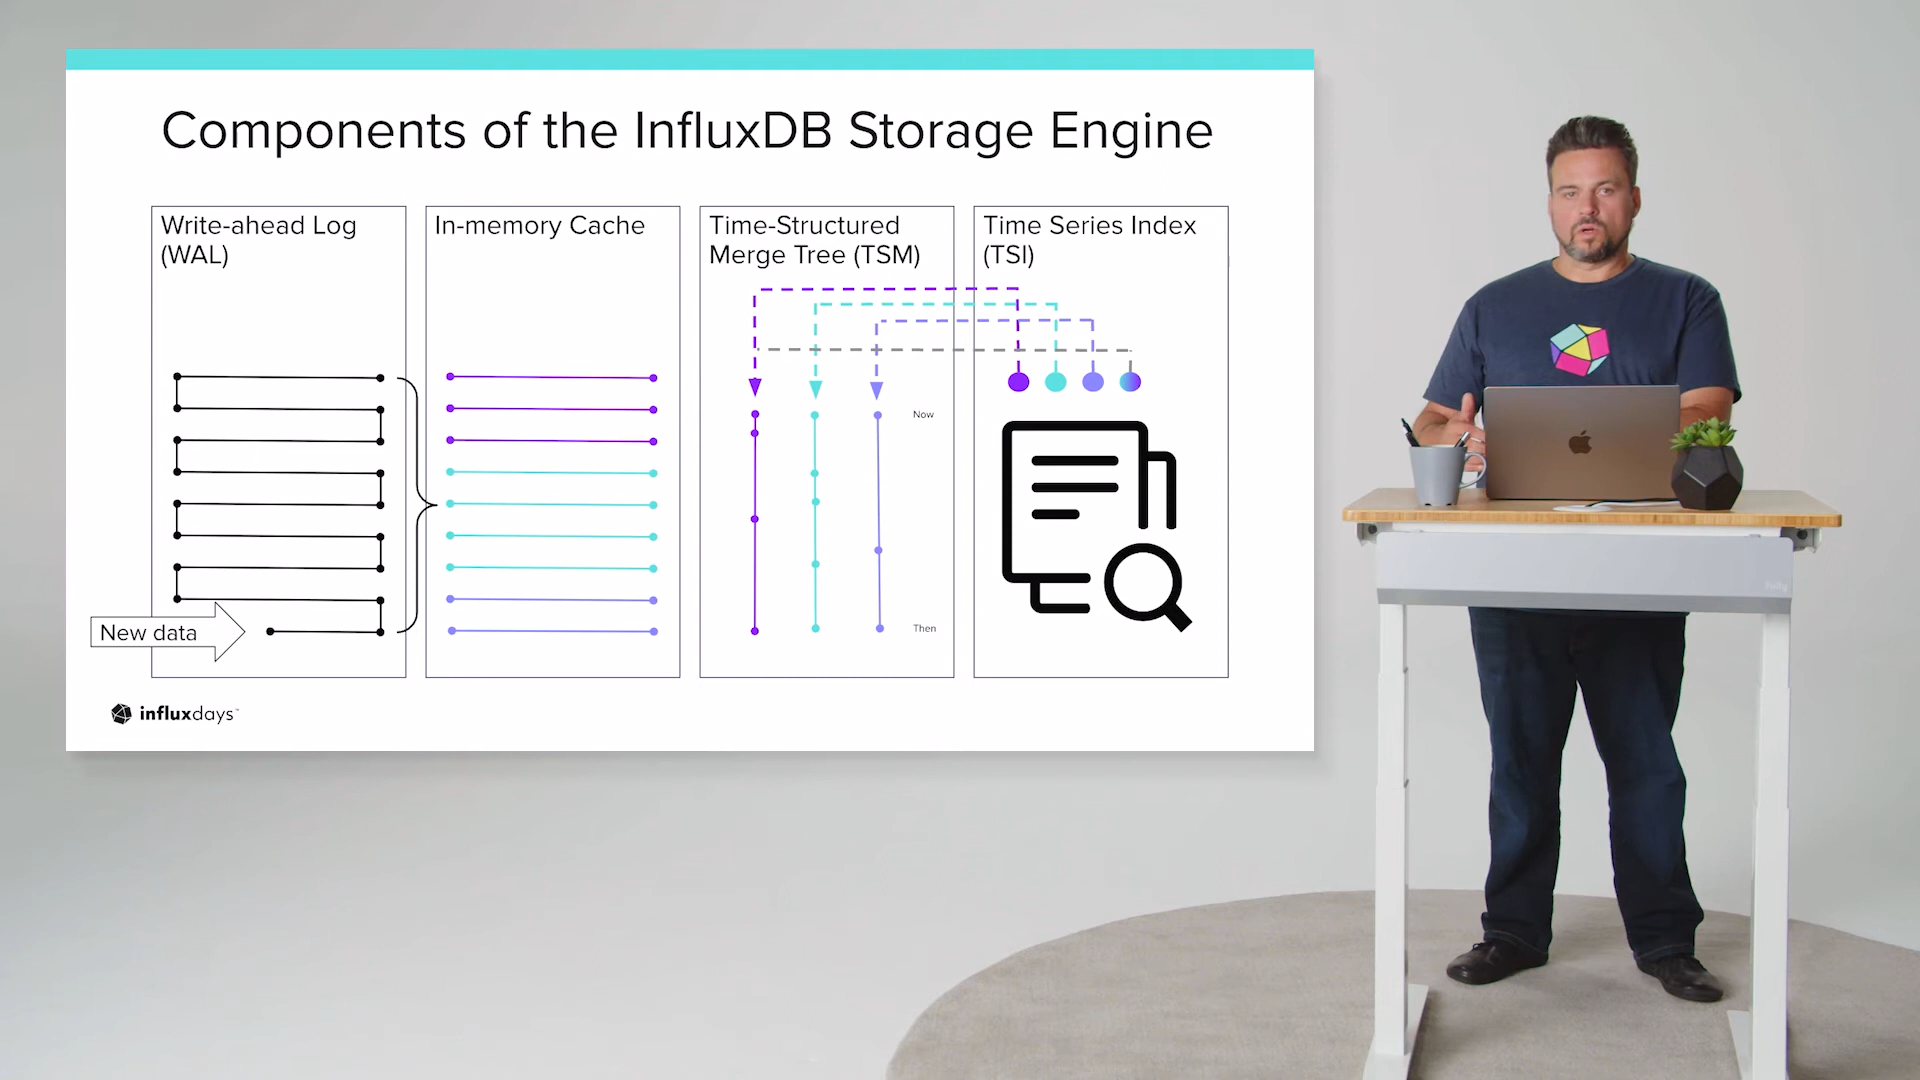 Components of the InfluxDB Storage Engine
Write-ahead Log
(WAL)
In-memory Cache
Time-Structured
Merge Tree (TSM)
Time Series Index
(TSI)
Now
Then
New data
influxdays™